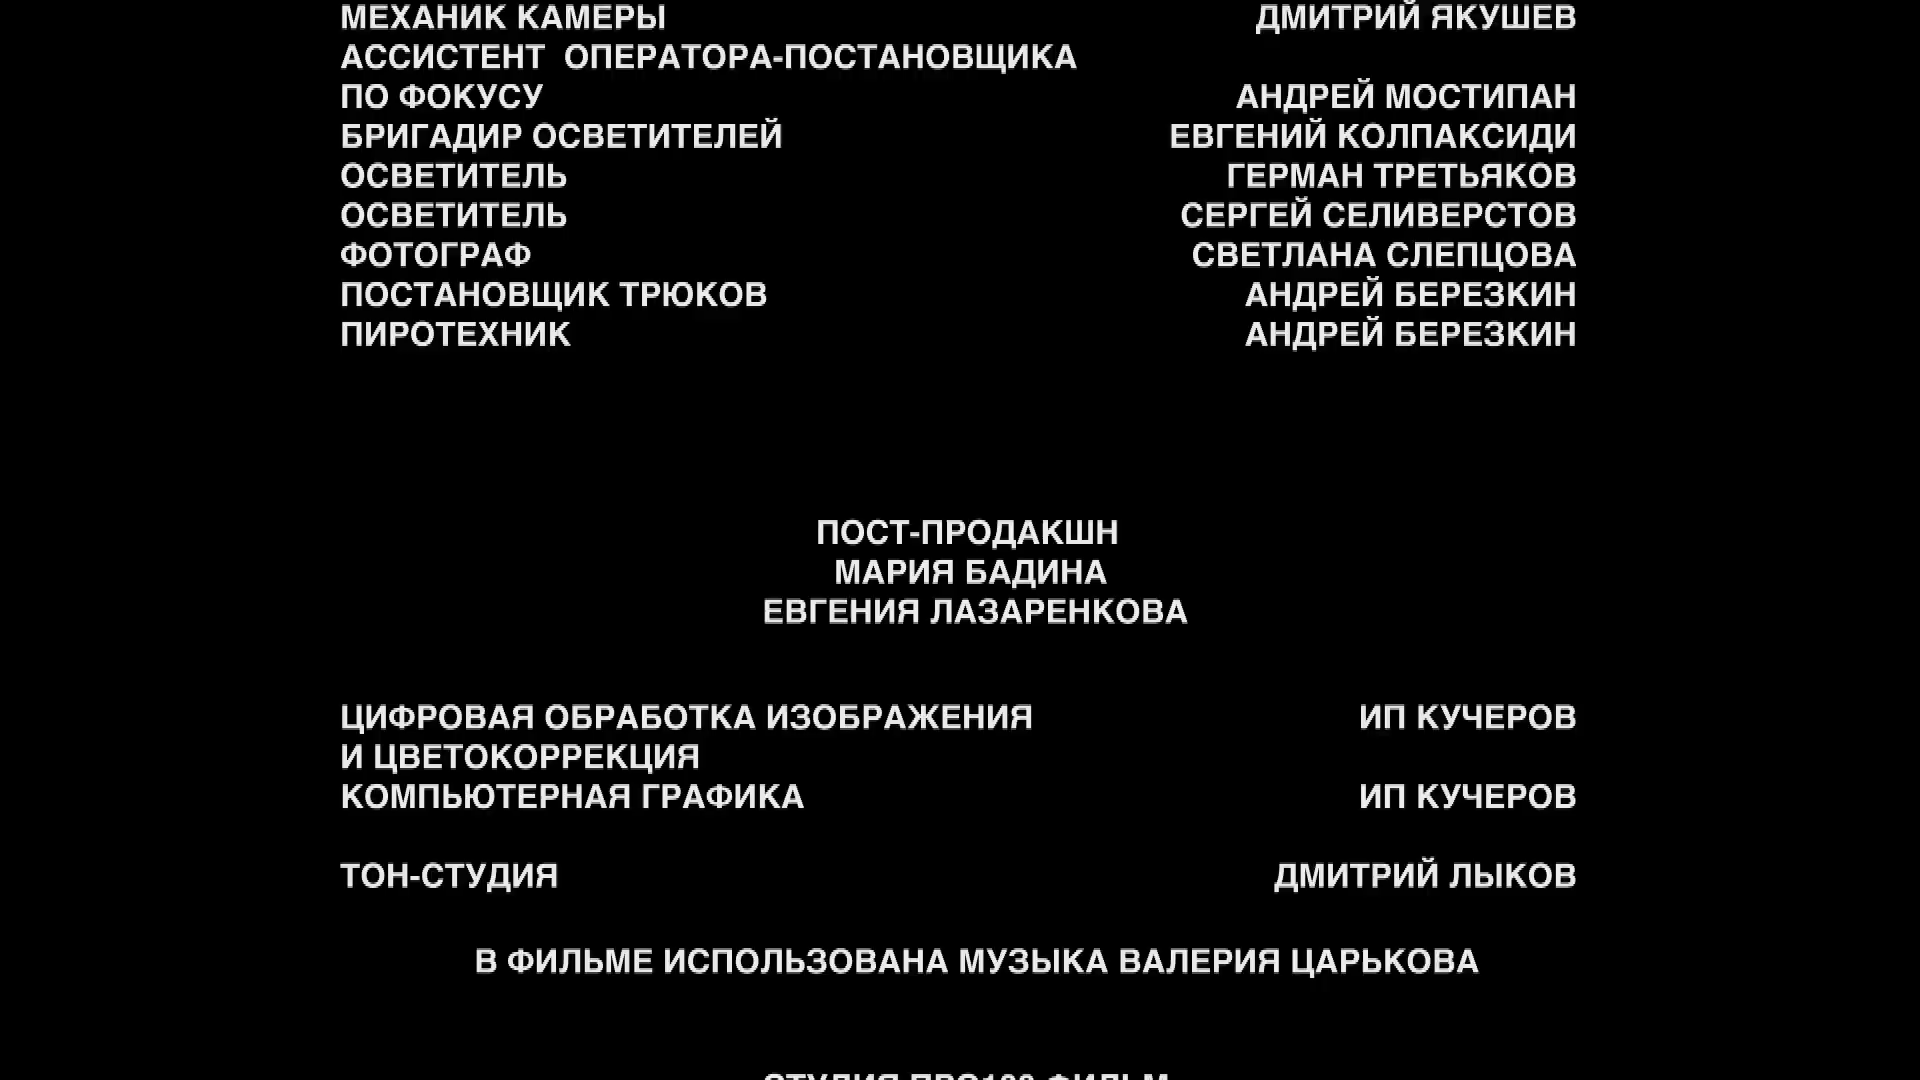 МЕХАНИК КАМЕРЫ ДМИТРИЙ ЯКУШЕВ
АССИСТЕНТ ОПЕРАТОРА-ПОСТАНОВЩИКА
ПО ФОКУСУ АНДРЕЙ МОСТИПАН
БРИГАДИР ОСВЕТИТЕЛЕЙ ЕВГЕНИЙ КОЛПАКСИДИ
ОСВЕТИТЕЛЬ ГЕРМАН ТРЕТЬЯКОВ
ОСВЕТИТЕЛЬ СЕРГЕЙ СЕЛИВЕРСТОВ
ФОТОГРАФ СВЕТЛАНА СЛЕПЦОВА
ПОСТАНОВЩИК ТРЮКОВ АНДРЕЙ БЕРЕЗКИН
ПИРОТЕХНИК АНДРЕЙ БЕРЕЗКИН
ПОСТ-ПРОДАКШН
МАРИЯ БАДИНА
ЕВГЕНИЯ ЛАЗАРЕНКОВА
ЦИФРОВАЯ ОБРАБОТКА ИЗОБРАЖЕНИЯ ИП КУЧЕРОВ
И ЦВЕТОКОРРЕКЦИЯ
КОМПЬЮТЕРНАЯ ГРАФИКА ИП КУЧЕРОВ
ТОН-СТУДИЯ ДМИТРИЙ ЛЫКОВ
В ФИЛЬМЕ ИСПОЛЬЗОВАНА МУЗЫКА ВАЛЕРИЯ ЦАРЬКОВА
СТУДИЯ ФИЛЬМ